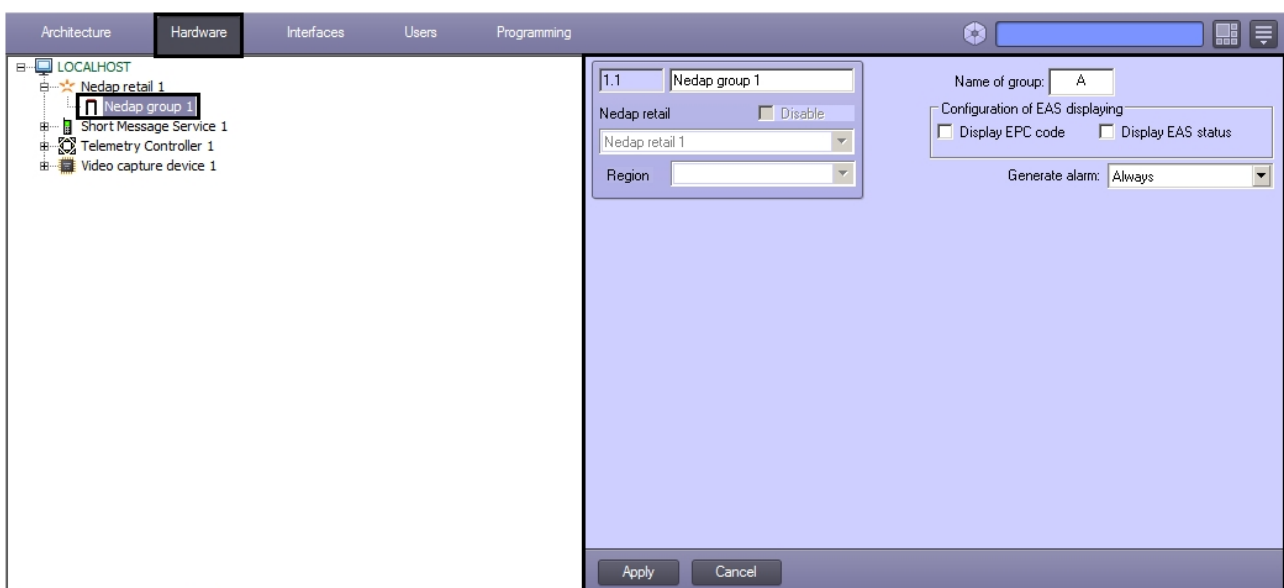 Architecture Hardware Interfaces Users Programming
LOCALHOST
Nedap retail 1
Nedap group 1
Short Message Service 1
Telemetry Controller 1
Video capture device 1
1.1 Nedap group 1
Nedap retail Disable
Nedap retail 1
Region
Name of group: A
Configuration of EAS displaying
Display EPC code Display EAS status
Generate alarm: Always
Apply Cancel